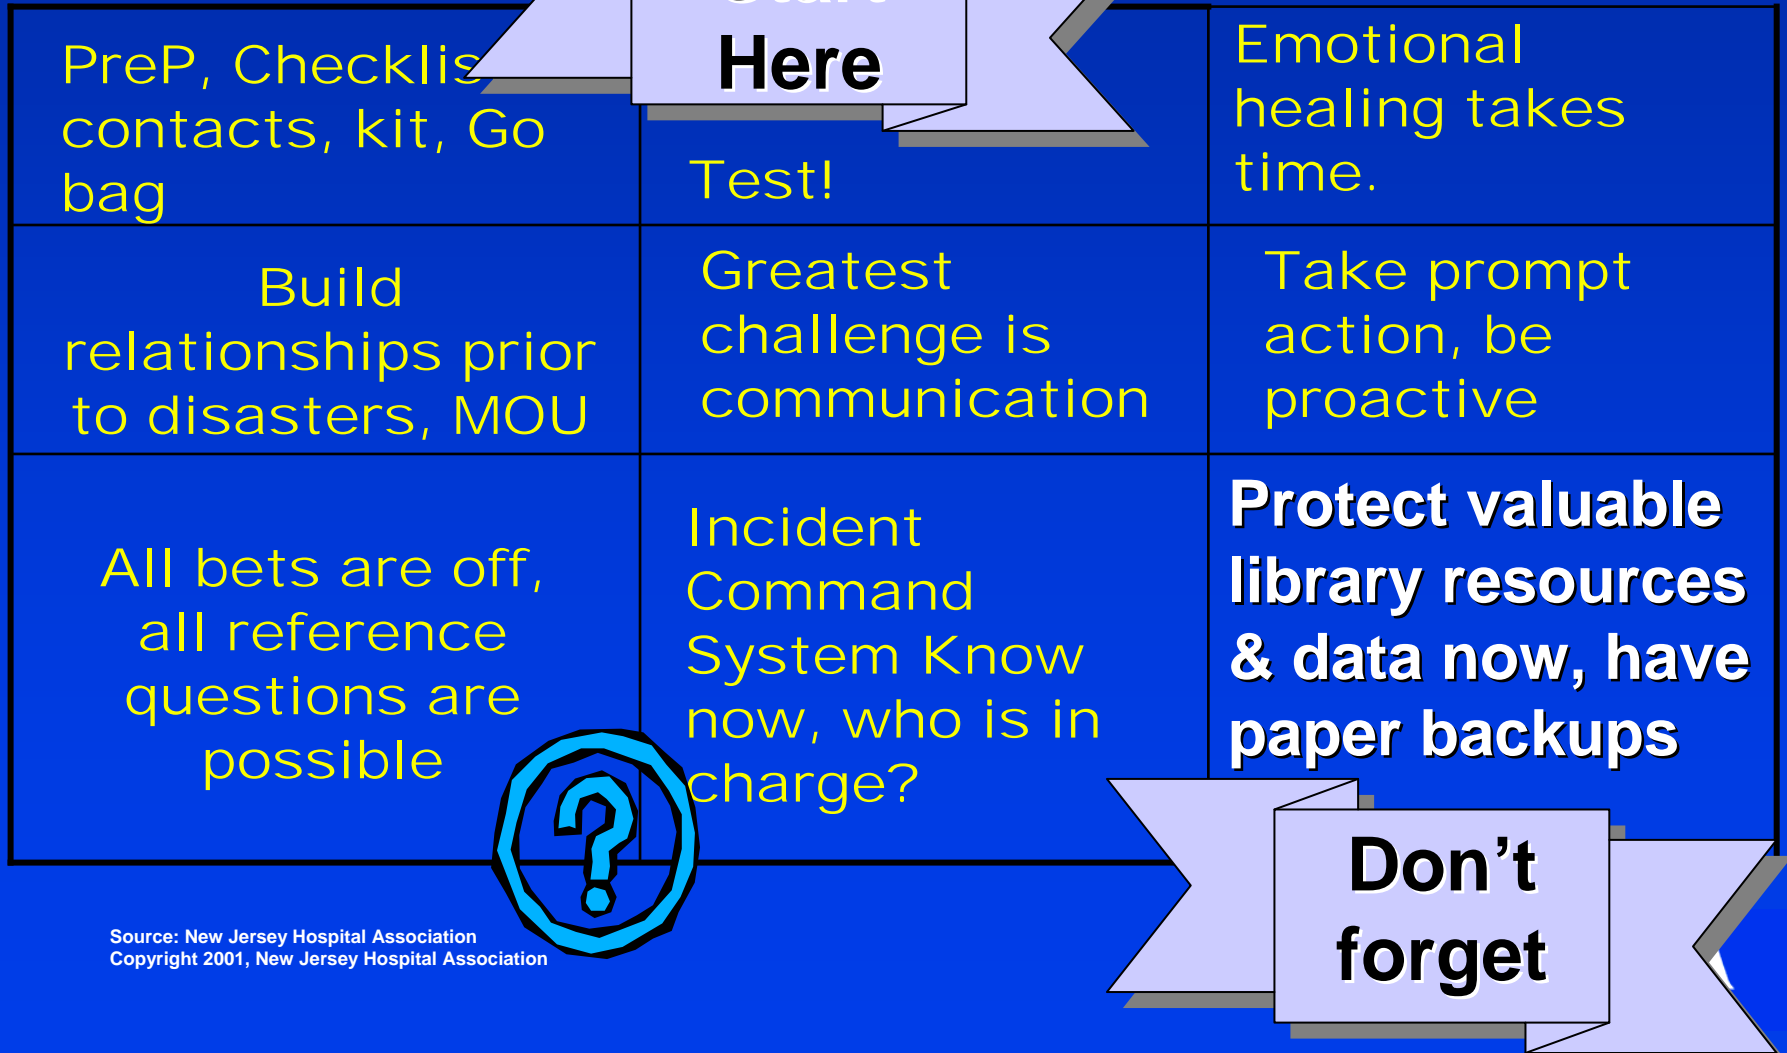 Here
PreP, Checklis
contacts, kit, Go
bag
Test!
Emotional
healing takes
time.
Build
relationships prior
to disasters, MOU
Greatest
challenge is
communication
Take prompt
action, be
proactive
All bets are off,
all reference
questions are
possible
?
Incident
Command
System Know
now, who is in
charge?
Protect valuable
library resources
& data now, have
paper backups
Don't
forget
Source: New Jersey Hospital Association
Copyright 2001, New Jersey Hospital Association